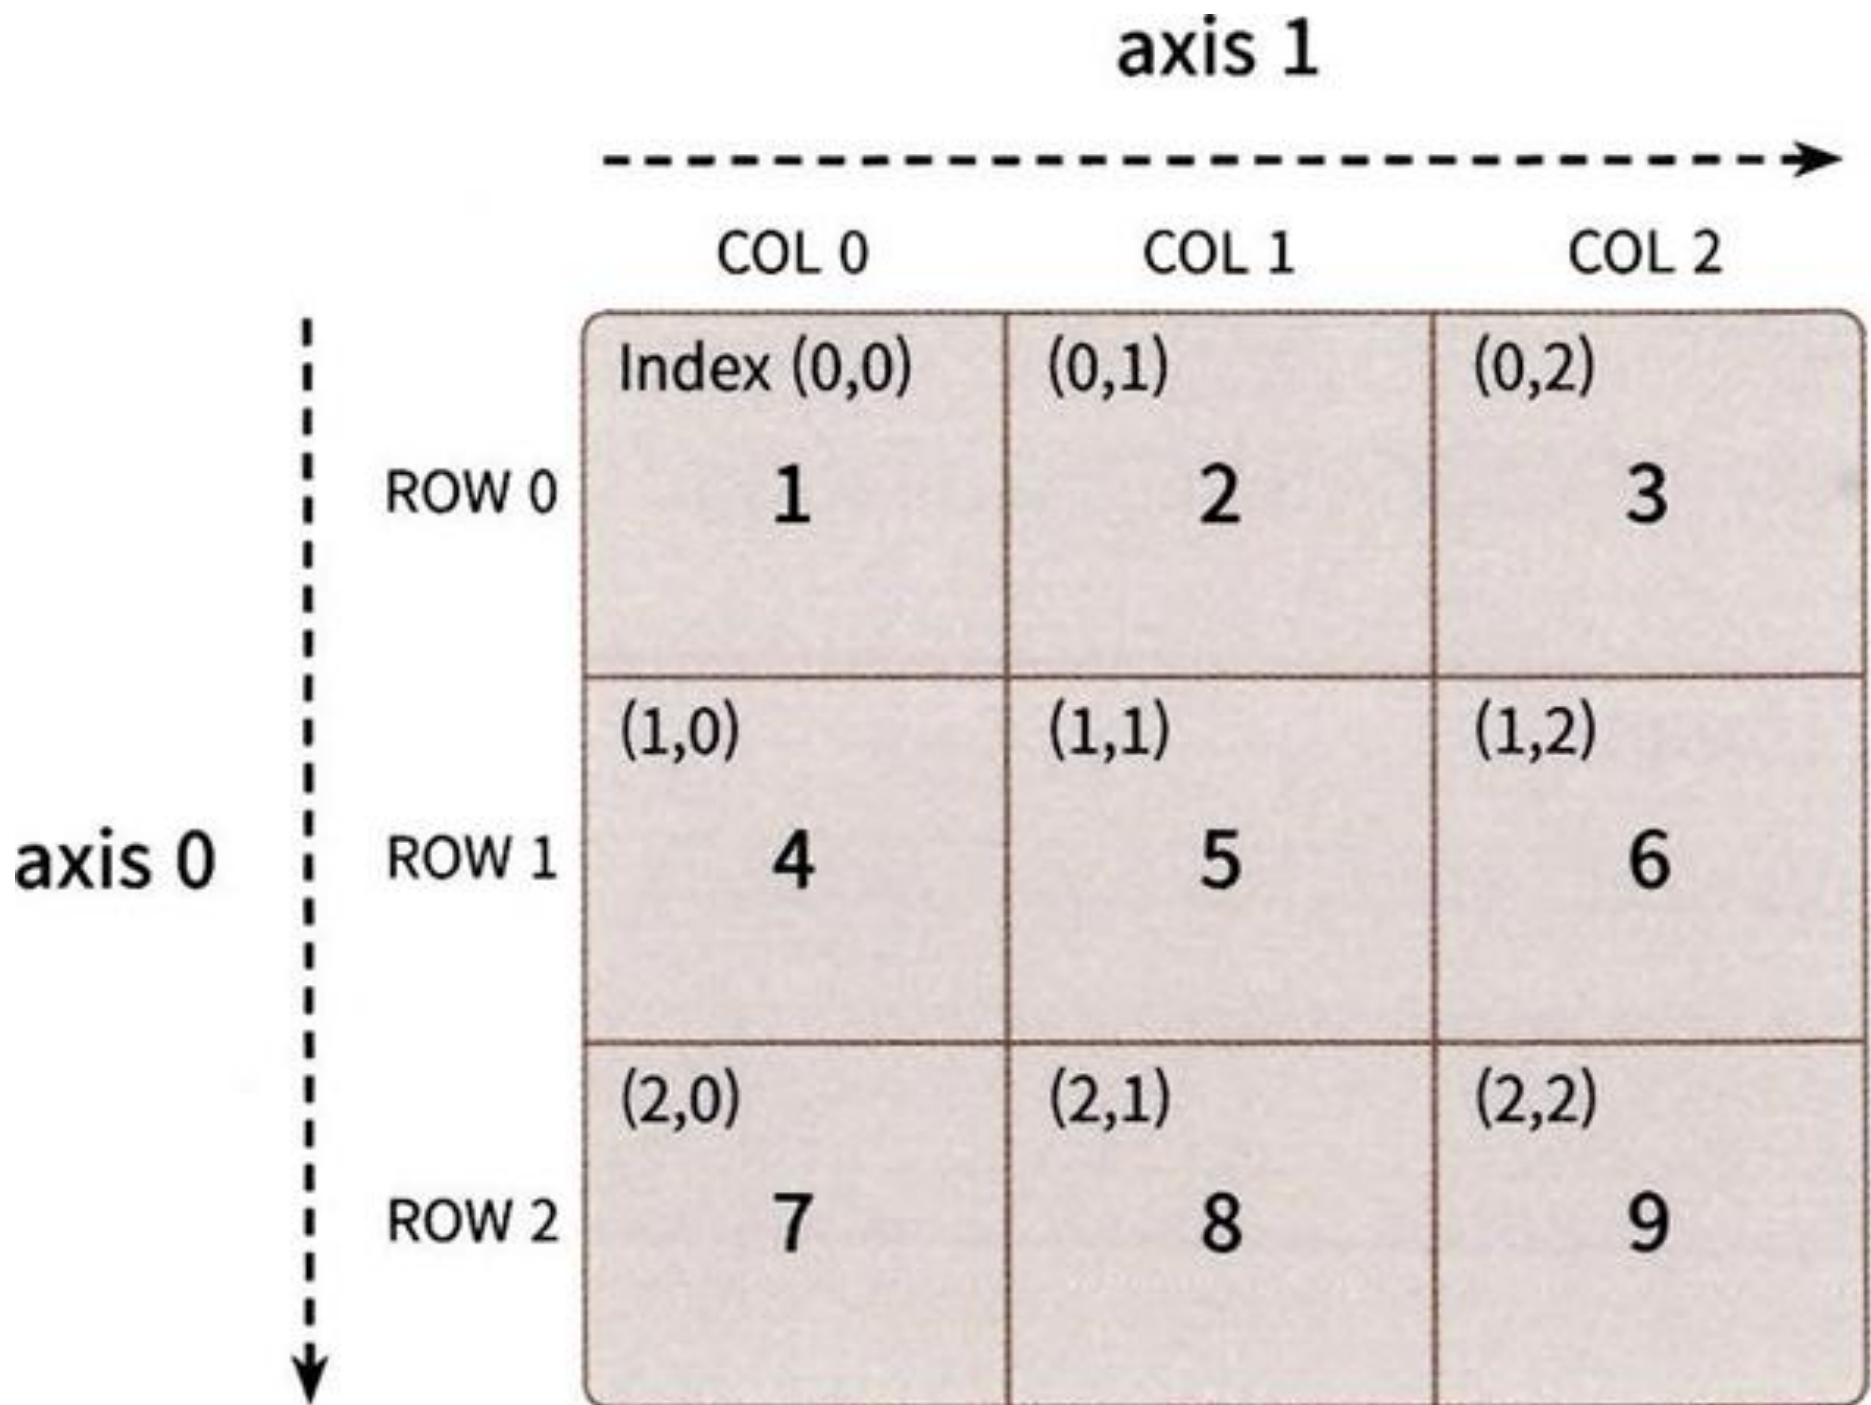 axis 1
COL 0 COL 1 COL 2
Index (0,0) (0,1) (0,2)
ROW 0 1 2 3
(1,0) (1,1) (1,2)
axis 0 ROW 1 4 5 6
(2,0) (2,1) (2,2)
ROW 2 7 8 9